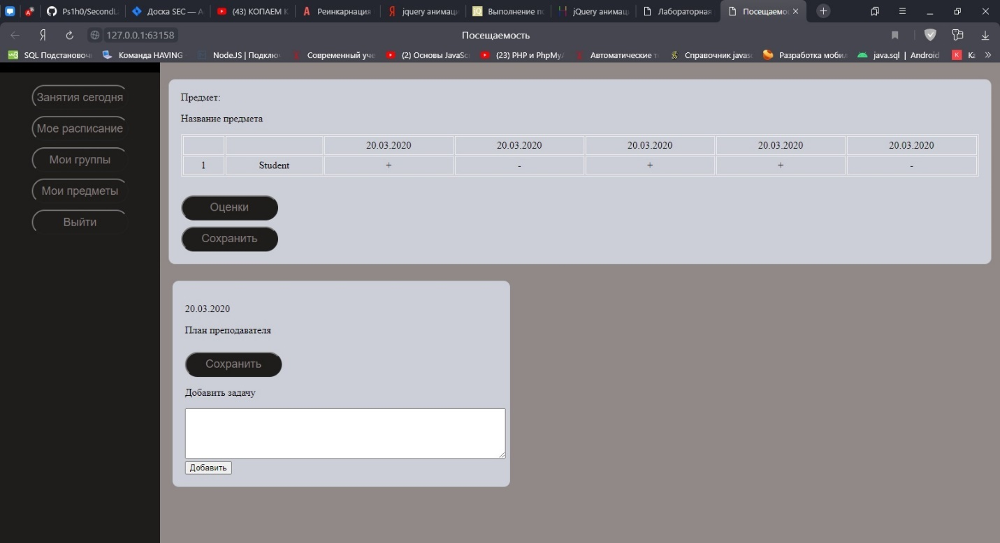 Ps1h0/SecondL
Доска SEC — A
(43) КОПАЕМ К
Реинкарнация
jquery анимаци
Выполнение по
jQuery анимац
Лабораторная
Посещаемос
127.0.0.1:63158
Посещаемость
SQL Подстановоч
Команда HAVING
NodeJS | Подклю
Современный уче
(2) Основы JavaSc
(23) PHP и PhpMy
Автоматические т
Справочник javas
Разработка мобил
java.sql | Android
Занятия сегодня
Мое расписание
Мои группы
Мои предметы
Выйти
Предмет:
Название предмета
20.03.2020 20.03.2020 20.03.2020 20.03.2020 20.03.2020
1 Student + - + + -
Оценки
Сохранить
20.03.2020
План преподавателя
Сохранить
Добавить задачу
Добавить